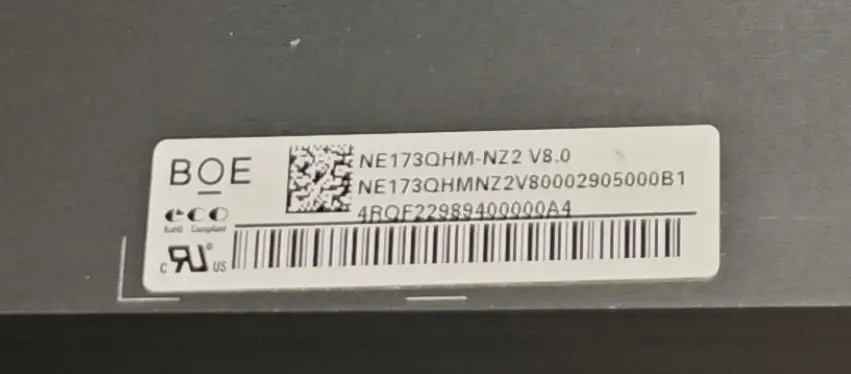 BOE
NE173QHM-NZ2 V8.0
NE173QHMNZ2V80002905000B1
4RQF22989400000A4
eco
RoHS Compliant
c US